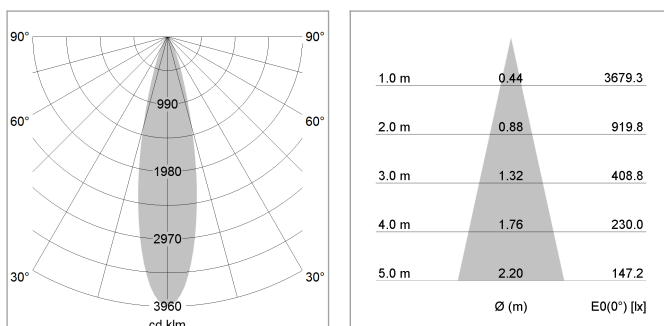 90° 90°
990
60° 60°
1980
2970
30° 30°
3960
cd klm
1.0 m 0.44 3679.3
2.0 m 0.88 919.8
3.0 m 1.32 408.8
4.0 m 1.76 230.0
5.0 m 2.20 147.2
Ø (m) E0(0°) [lx]